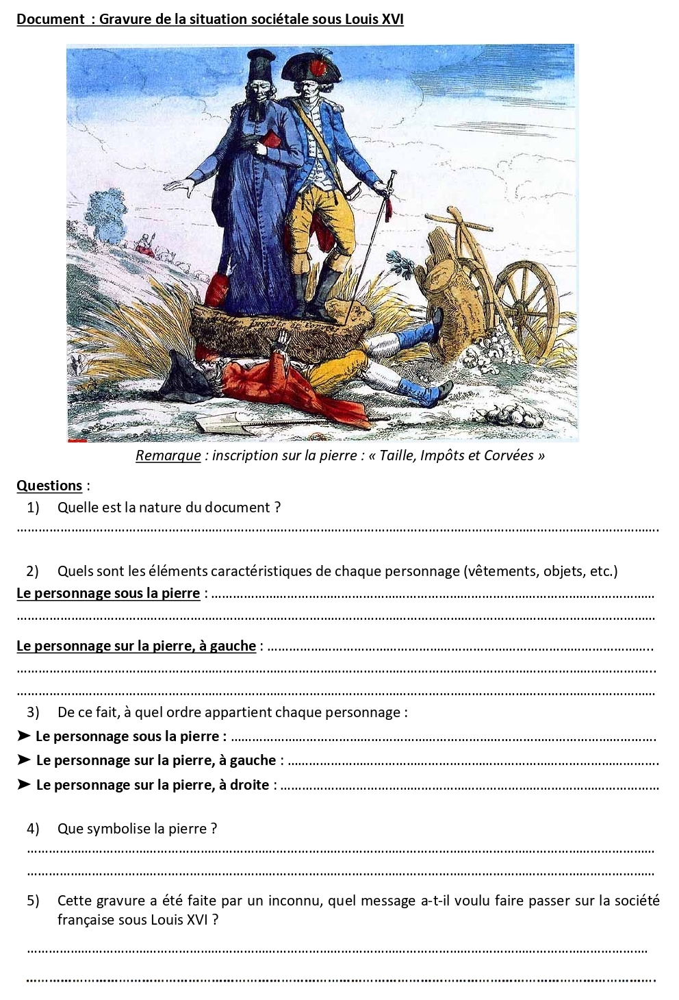 Document : Gravure de la situation sociétale sous Louis XVI
Impôts et Corvées
Remarque : inscription sur la pierre : « Taille, Impôts et Corvées »
Questions :
1) Quelle est la nature du document ?
2) Quels sont les éléments caractéristiques de chaque personnage (vêtements, objets, etc.)
Le personnage sous la pierre :
Le personnage sur la pierre, à gauche :
3) De ce fait, à quel ordre appartient chaque personnage :
➤ Le personnage sous la pierre :
➤ Le personnage sur la pierre, à gauche :
➤ Le personnage sur la pierre, à droite :
4) Que symbolise la pierre ?
5) Cette gravure a été faite par un inconnu, quel message a-t-il voulu faire passer sur la société
française sous Louis XVI ?